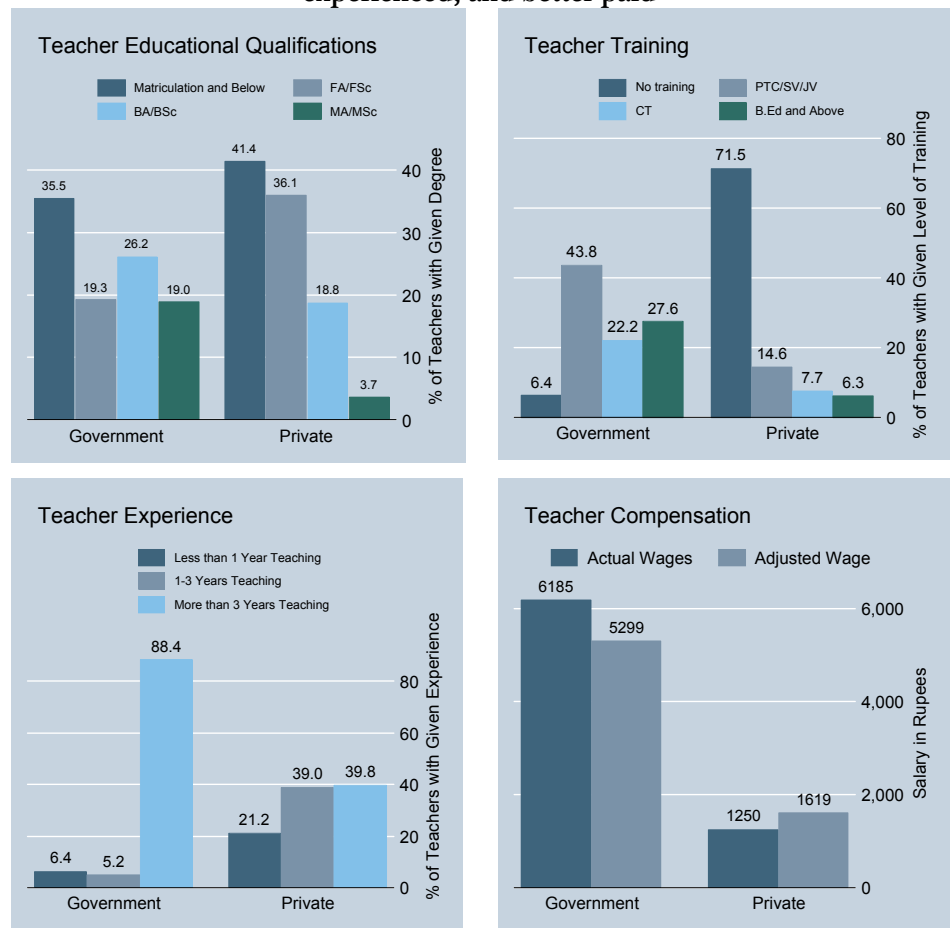 experienced, and better paid
Teacher Educational Qualifications
Matriculation and Below
FA/FSc
BA/BSc
MA/MSc
35.5
19.3
26.2
19.0
41.4
36.1
18.8
3.7
40
30
20
10
0
% of Teachers with Given Degree
Government
Private
Teacher Training
No training
PTC/SV/JV
CT
B.Ed and Above
6.4
43.8
22.2
27.6
71.5
14.6
7.7
6.3
80
60
40
20
0
% of Teachers with Given Level of Training
Government
Private
Teacher Experience
Less than 1 Year Teaching
1-3 Years Teaching
More than 3 Years Teaching
6.4
5.2
88.4
21.2
39.0
39.8
80
60
40
20
0
% of Teachers with Given Experience
Government
Private
Teacher Compensation
Actual Wages
Adjusted Wage
6185
5299
1250
1619
6,000
4,000
2,000
0
Salary in Rupees
Government
Private